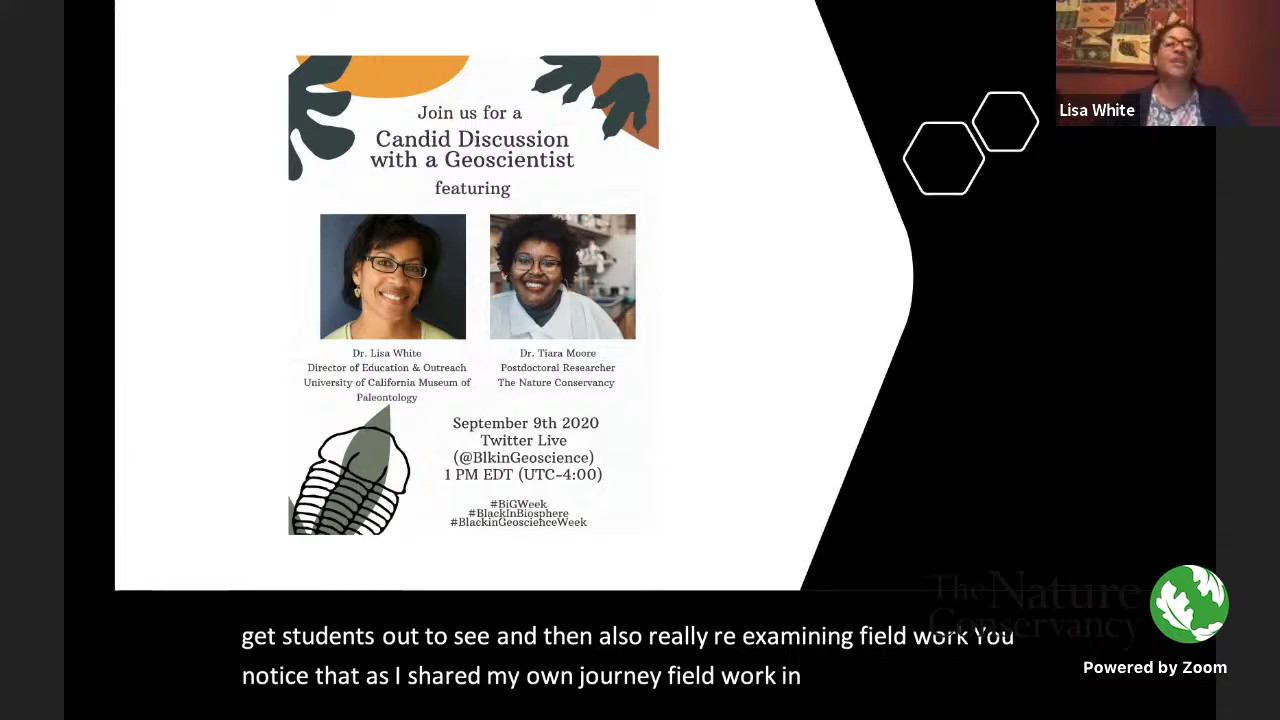 Join us for a
Candid Discussion
with a Geoscientist
featuring
Dr. Lisa White
Director of Education & Outreach
University of California Museum of
Paleontology
Dr. Tiara Moore
Postdoctoral Researcher
The Nature Conservancy
September 9th 2020
Twitter Live
(@BlkinGeoscience)
1 PM EDT (UTC-4:00)
#BiGWeek
#BlackInBiosphere
#BlackinGeoscienceWeek
Lisa White
The Nature
Conservancy
get students out to see and then also really re examining field work You
notice that as I shared my own journey field work in
Powered by Zoom